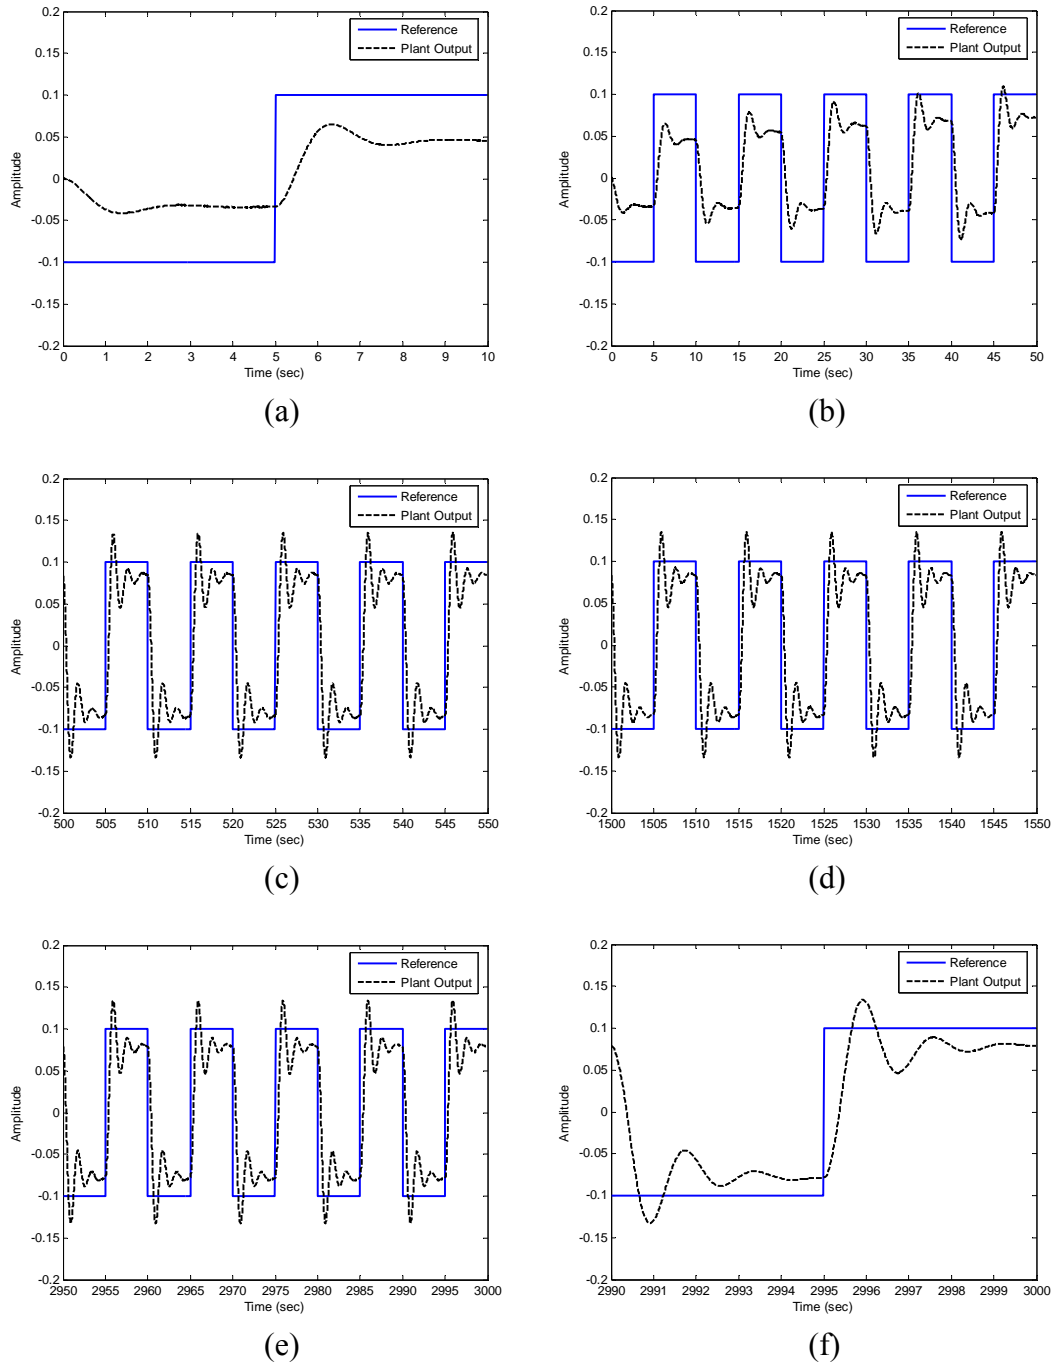 0.2
0.15
0.1
0.05
0
-0.05
-0.1
-0.15
-0.2
Amplitude
Reference
Plant Output
0 1 2 3 4 5 6 7 8 9 10
Time (sec)
(a)
0.2
0.15
0.1
0.05
0
-0.05
-0.1
-0.15
-0.2
Amplitude
Reference
Plant Output
0 5 10 15 20 25 30 35 40 45 50
Time (sec)
(b)
0.2
0.15
0.1
0.05
0
-0.05
-0.1
-0.15
-0.2
Amplitude
Reference
Plant Output
500 505 510 515 520 525 530 535 540 545 550
Time (sec)
(c)
0.2
0.15
0.1
0.05
0
-0.05
-0.1
-0.15
-0.2
Amplitude
Reference
Plant Output
1500 1505 1510 1515 1520 1525 1530 1535 1540 1545 1550
Time (sec)
(d)
0.2
0.15
0.1
0.05
0
-0.05
-0.1
-0.15
-0.2
Amplitude
Reference
Plant Output
2950 2955 2960 2965 2970 2975 2980 2985 2990 2995 3000
Time (sec)
(e)
0.2
0.15
0.1
0.05
0
-0.05
-0.1
-0.15
-0.2
Amplitude
Reference
Plant Output
2990 2991 2992 2993 2994 2995 2996 2997 2998 2999 3000
Time (sec)
(f)